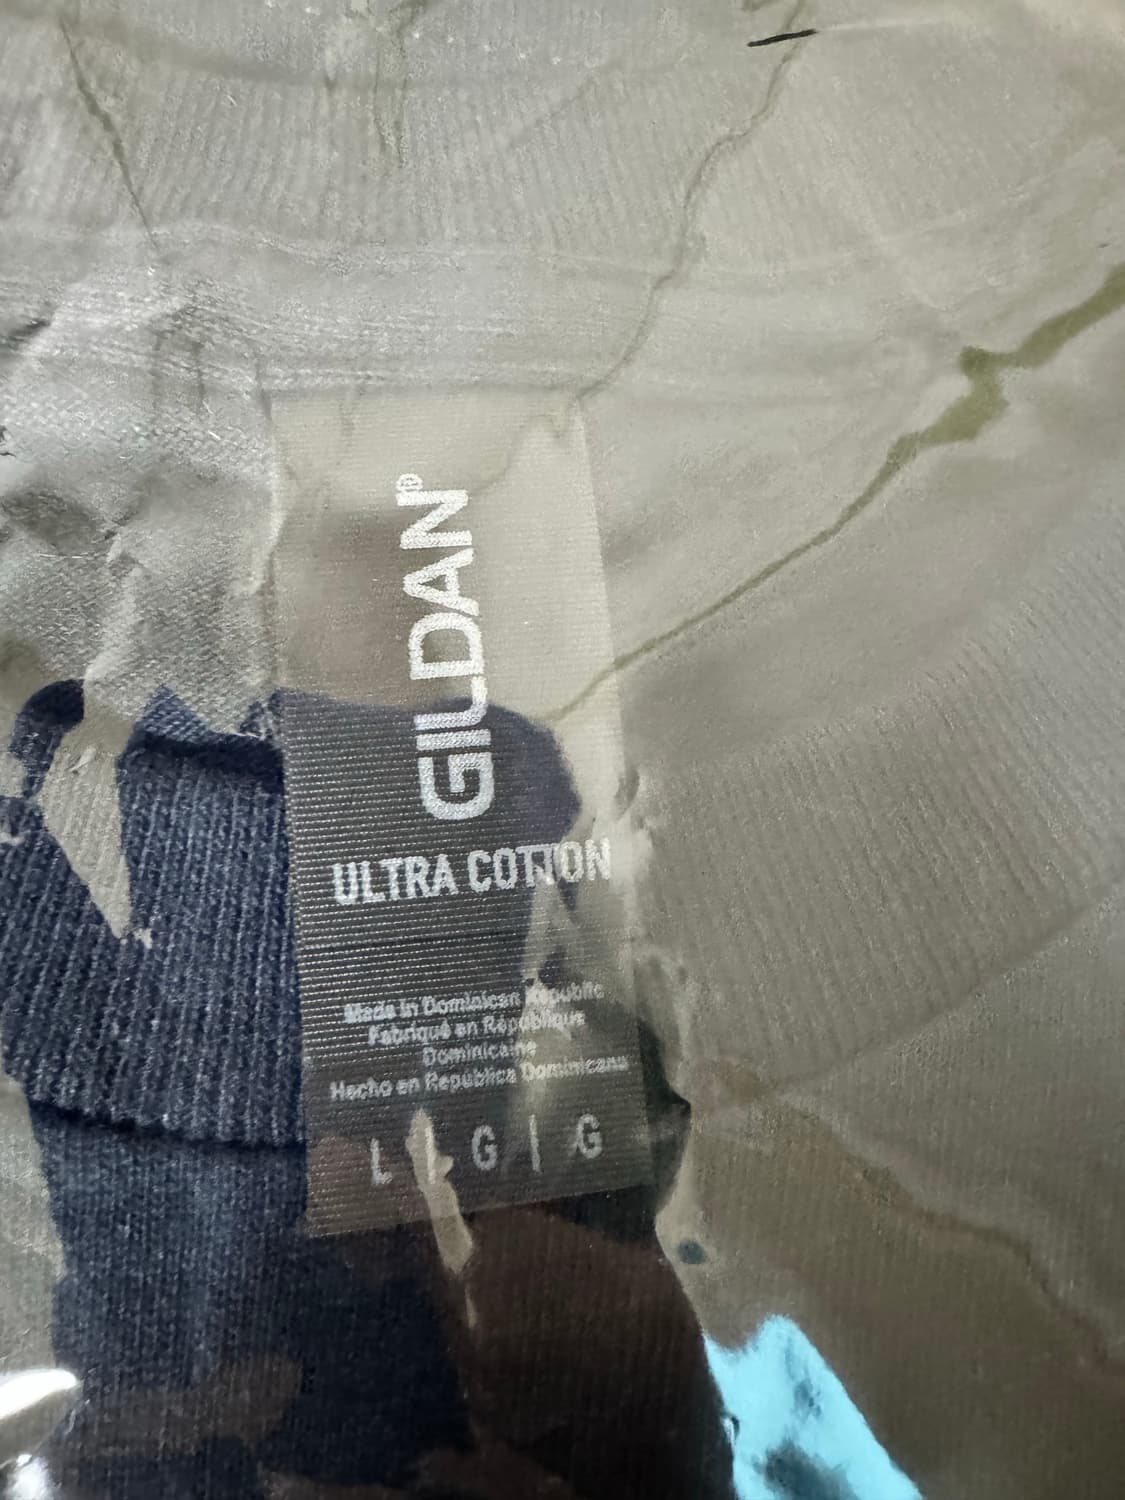 GILDAN®
ULTRA COTTON
Made in Dominican Republic
Fabriqué en République
Dominicaine
Hecho en República Dominicana
L | G | G